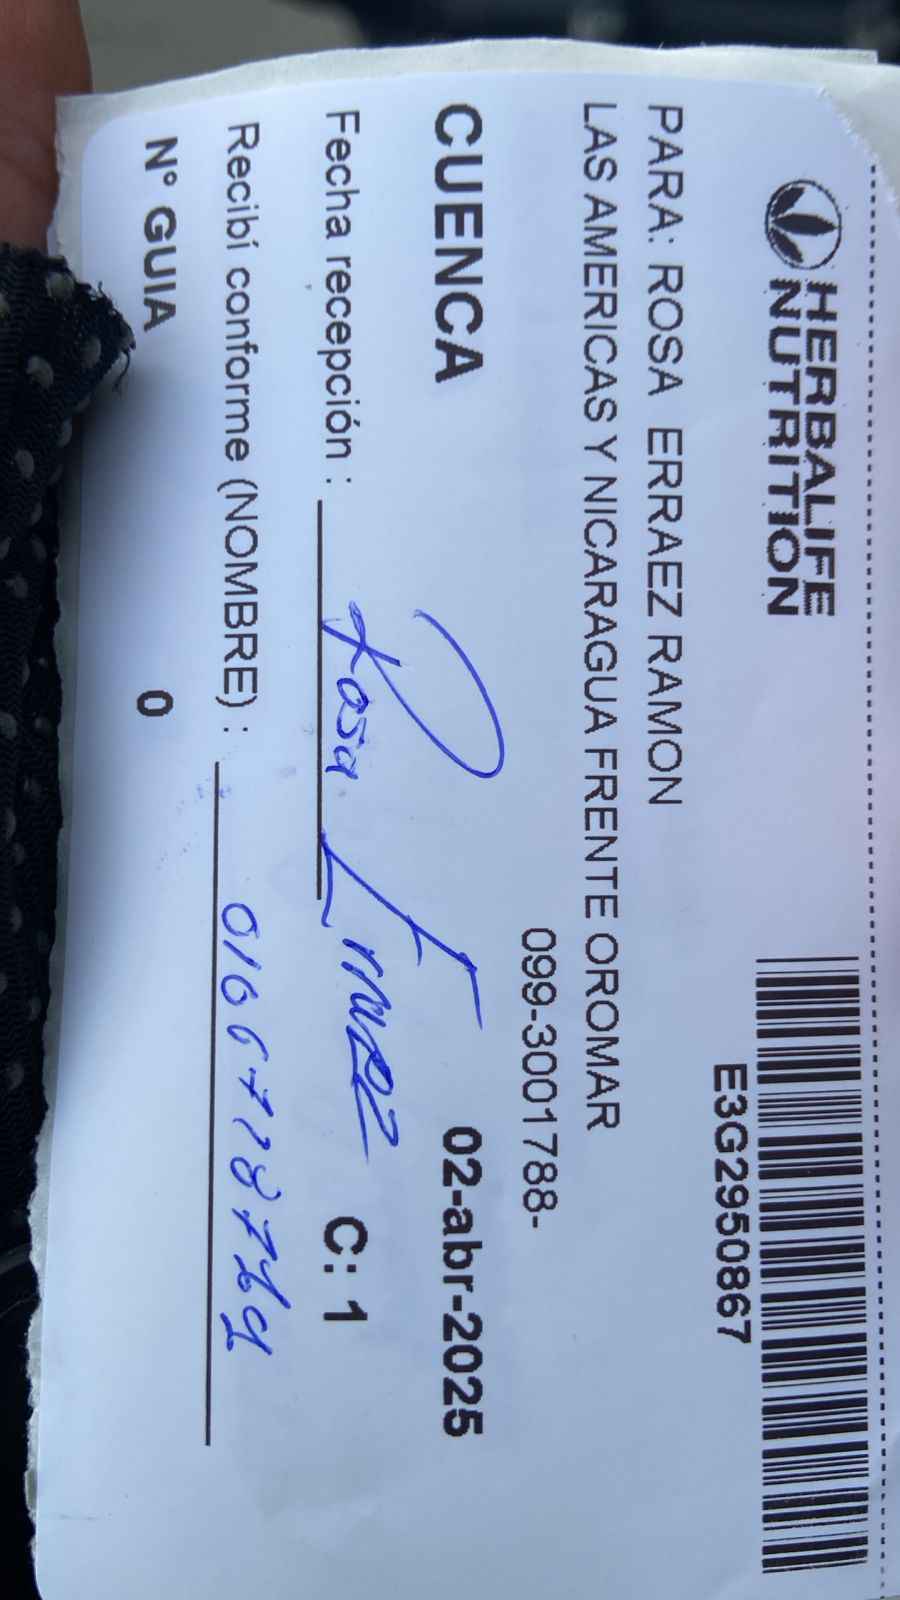 HERBALIFE
NUTRITION
E3G2950867
PARA: ROSA ERRAEZ RAMON
LAS AMERICAS Y NICARAGUA FRENTE OROMAR
099-3001788-
CUENCA 02-abr-2025
Fecha recepción : Rosa Erraez C: 1
Recibí conforme (NOMBRE) :
N° GUIA 0